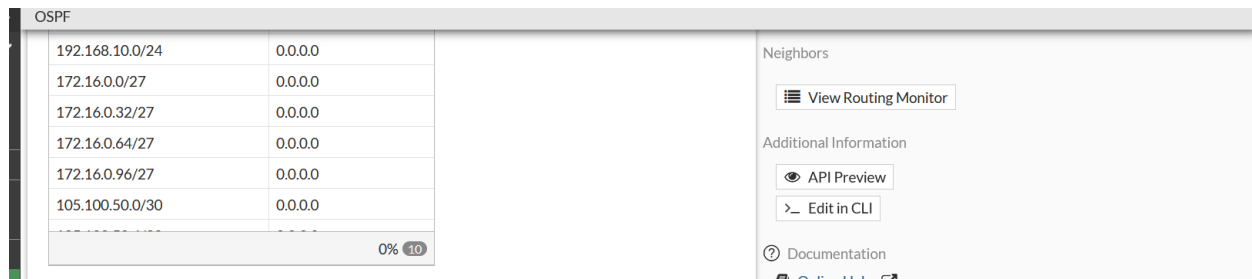 OSPF
192.168.10.0/24 0.0.0.0
172.16.0.0/27 0.0.0.0
172.16.0.32/27 0.0.0.0
172.16.0.64/27 0.0.0.0
172.16.0.96/27 0.0.0.0
105.100.50.0/30 0.0.0.0
0% 10
Neighbors
View Routing Monitor
Additional Information
API Preview
>_ Edit in CLI
Documentation